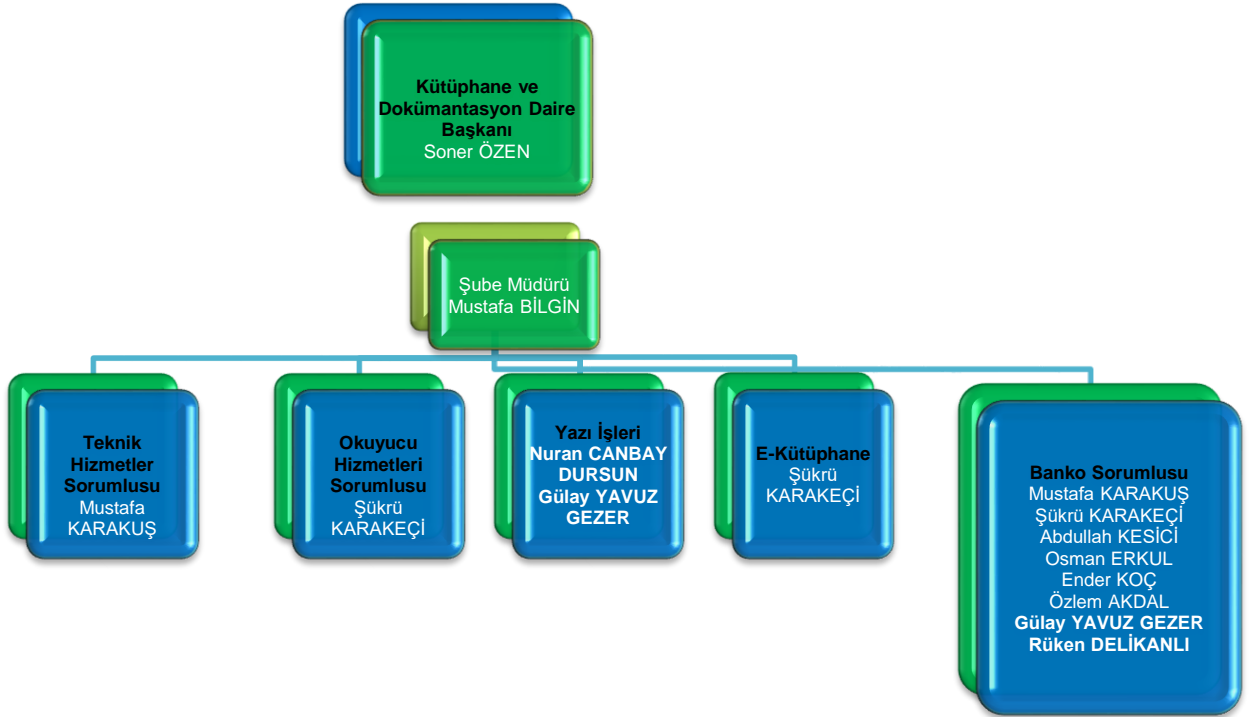 Kütüphane ve
Dokümantasyon Daire
Başkanı
Soner ÖZEN
Şube Müdürü
Mustafa BİLGİN
Teknik
Hizmetler
Sorumlusu
Mustafa
KARAKUŞ
Okuyucu
Hizmetleri
Sorumlusu
Şükrü
KARAKEÇİ
Yazı İşleri
Nuran CANBAY
DURSUN
Gülay YAVUZ
GEZER
E-Kütüphane
Şükrü
KARAKEÇİ
Banko Sorumlusu
Mustafa KARAKUŞ
Şükrü KARAKEÇİ
Abdullah KESİCİ
Osman ERKUL
Ender KOÇ
Özlem AKDAL
Gülay YAVUZ GEZER
Rüken DELİKANLI